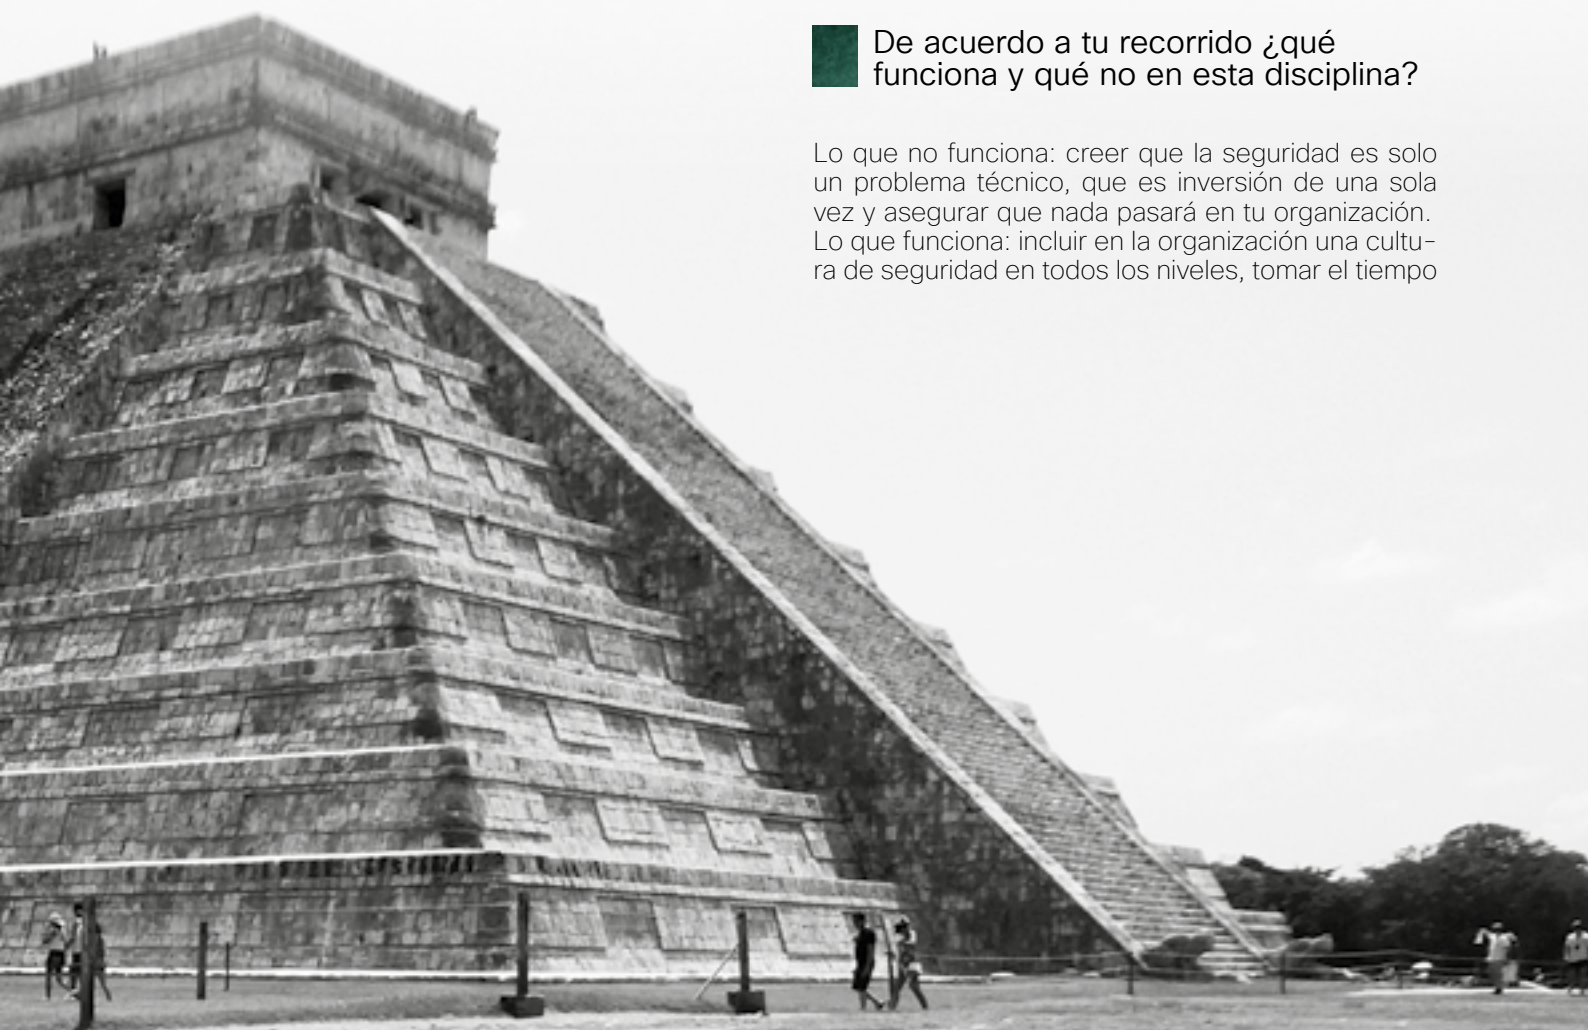 De acuerdo a tu recorrido ¿qué
funciona y qué no en esta disciplina?
Lo que no funciona: creer que la seguridad es solo
un problema técnico, que es inversión de una sola
vez y asegurar que nada pasará en tu organización.
Lo que funciona: incluir en la organización una cultu-
ra de seguridad en todos los niveles, tomar el tiempo